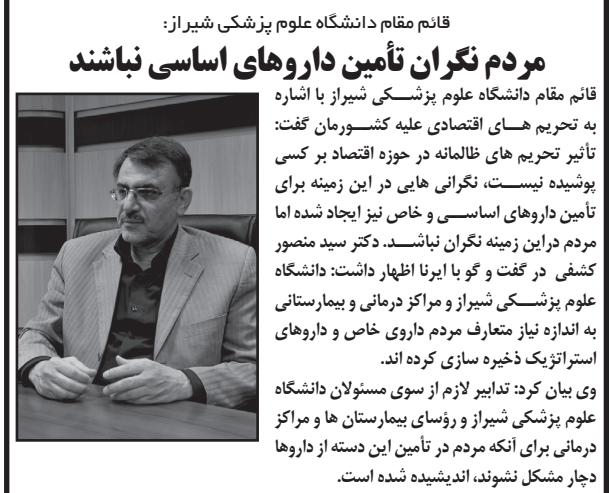 قائم مقام دانشگاه علوم پزشکی شیراز:
مردم نگران تأمین داروهای اساسی نباشند
قائم مقام دانشگاه علوم پزشکی شیراز با اشاره
به تحریم های اقتصادی علیه کشورمان گفت:
تأثیر تحریم های ظالمانه در حوزه اقتصاد بر کسی
پوشیده نیست، نگرانی هایی در این زمینه برای
تأمین داروهای اساسی و خاص نیز ایجاد شده اما
مردم دراین زمینه نگران نباشند. دکتر سید منصور
کشفی در گفت و گو با ایرنا اظهار داشت: دانشگاه
علوم پزشکی شیراز و مراکز درمانی و بیمارستانی
به اندازه نیاز متعارف مردم داروی خاص و داروهای
استراتژیک ذخیره سازی کرده اند.
وی بیان کرد: تدابیر لازم از سوی مسئولان دانشگاه
علوم پزشکی شیراز و رؤسای بیمارستان ها و مراکز
درمانی برای آنکه مردم در تأمین این دسته از داروها
دچار مشکل نشوند، اندیشیده شده است.